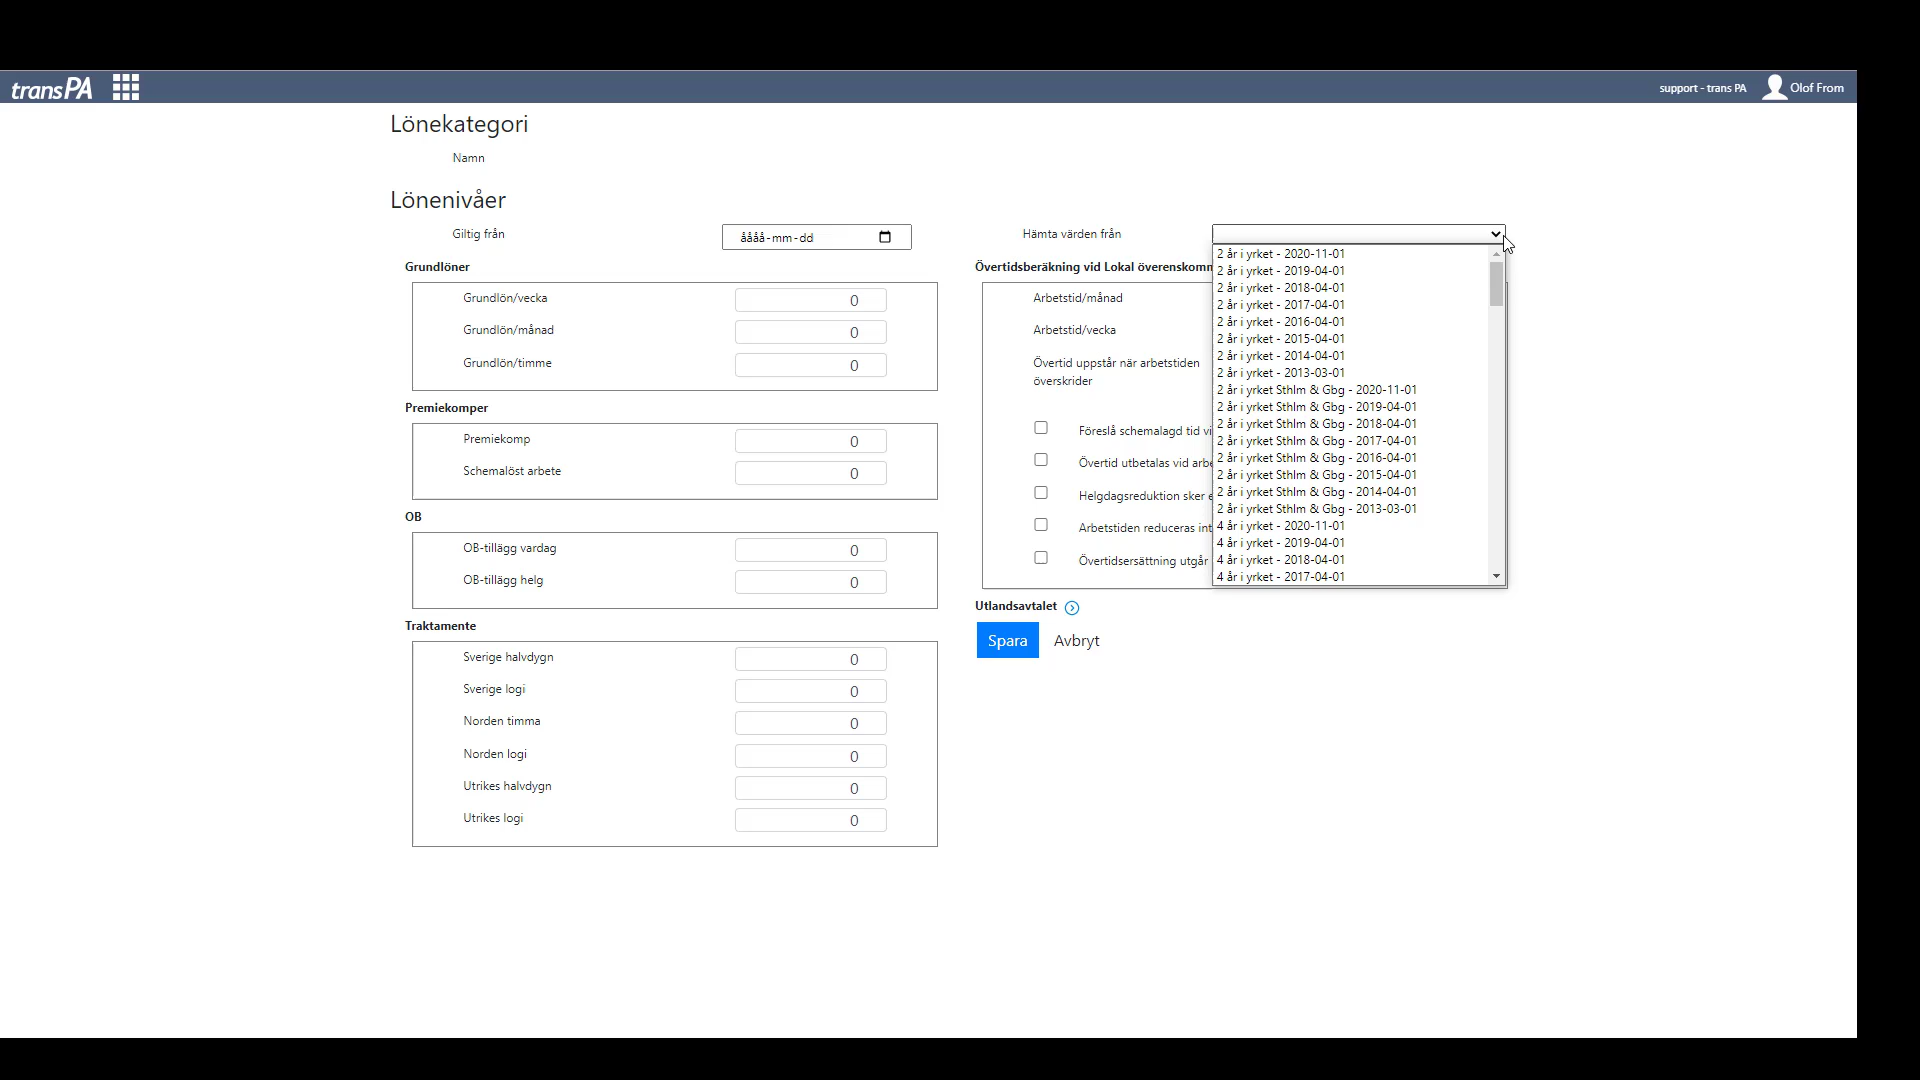 transPA
support - trans PA
Olof From
Lönekategori
Namn
Lönenivåer
Giltig från
åååå-mm-dd
Grundlöner
Grundlön/vecka 0
Grundlön/månad 0
Grundlön/timme 0
Premiekomper
Premiekomp 0
Schemalöst arbete 0
OB
OB-tillägg vardag 0
OB-tillägg helg 0
Traktamente
Sverige halvdygn 0
Sverige logi 0
Norden timma 0
Norden logi 0
Utrikes halvdygn 0
Utrikes logi 0
Hämta värden från
2 år i yrket - 2020-11-01
2 år i yrket - 2019-04-01
2 år i yrket - 2018-04-01
2 år i yrket - 2017-04-01
2 år i yrket - 2016-04-01
2 år i yrket - 2015-04-01
2 år i yrket - 2014-04-01
2 år i yrket - 2013-03-01
2 år i yrket Sthlm & Gbg - 2020-11-01
2 år i yrket Sthlm & Gbg - 2019-04-01
2 år i yrket Sthlm & Gbg - 2018-04-01
2 år i yrket Sthlm & Gbg - 2017-04-01
2 år i yrket Sthlm & Gbg - 2016-04-01
2 år i yrket Sthlm & Gbg - 2015-04-01
2 år i yrket Sthlm & Gbg - 2014-04-01
2 år i yrket Sthlm & Gbg - 2013-03-01
4 år i yrket - 2020-11-01
4 år i yrket - 2019-04-01
4 år i yrket - 2018-04-01
4 år i yrket - 2017-04-01
Övertidsberäkning vid Lokal överenskomm
Arbetstid/månad
Arbetstid/vecka
Övertid uppstår när arbetstiden
överskrider
Föreslå schemalagd tid vi
Övertid utbetalas vid arbe
Helgdagsreduktion sker e
Arbetstiden reduceras int
Övertidsersättning utgår
Utlandsavtalet
Spara
Avbryt